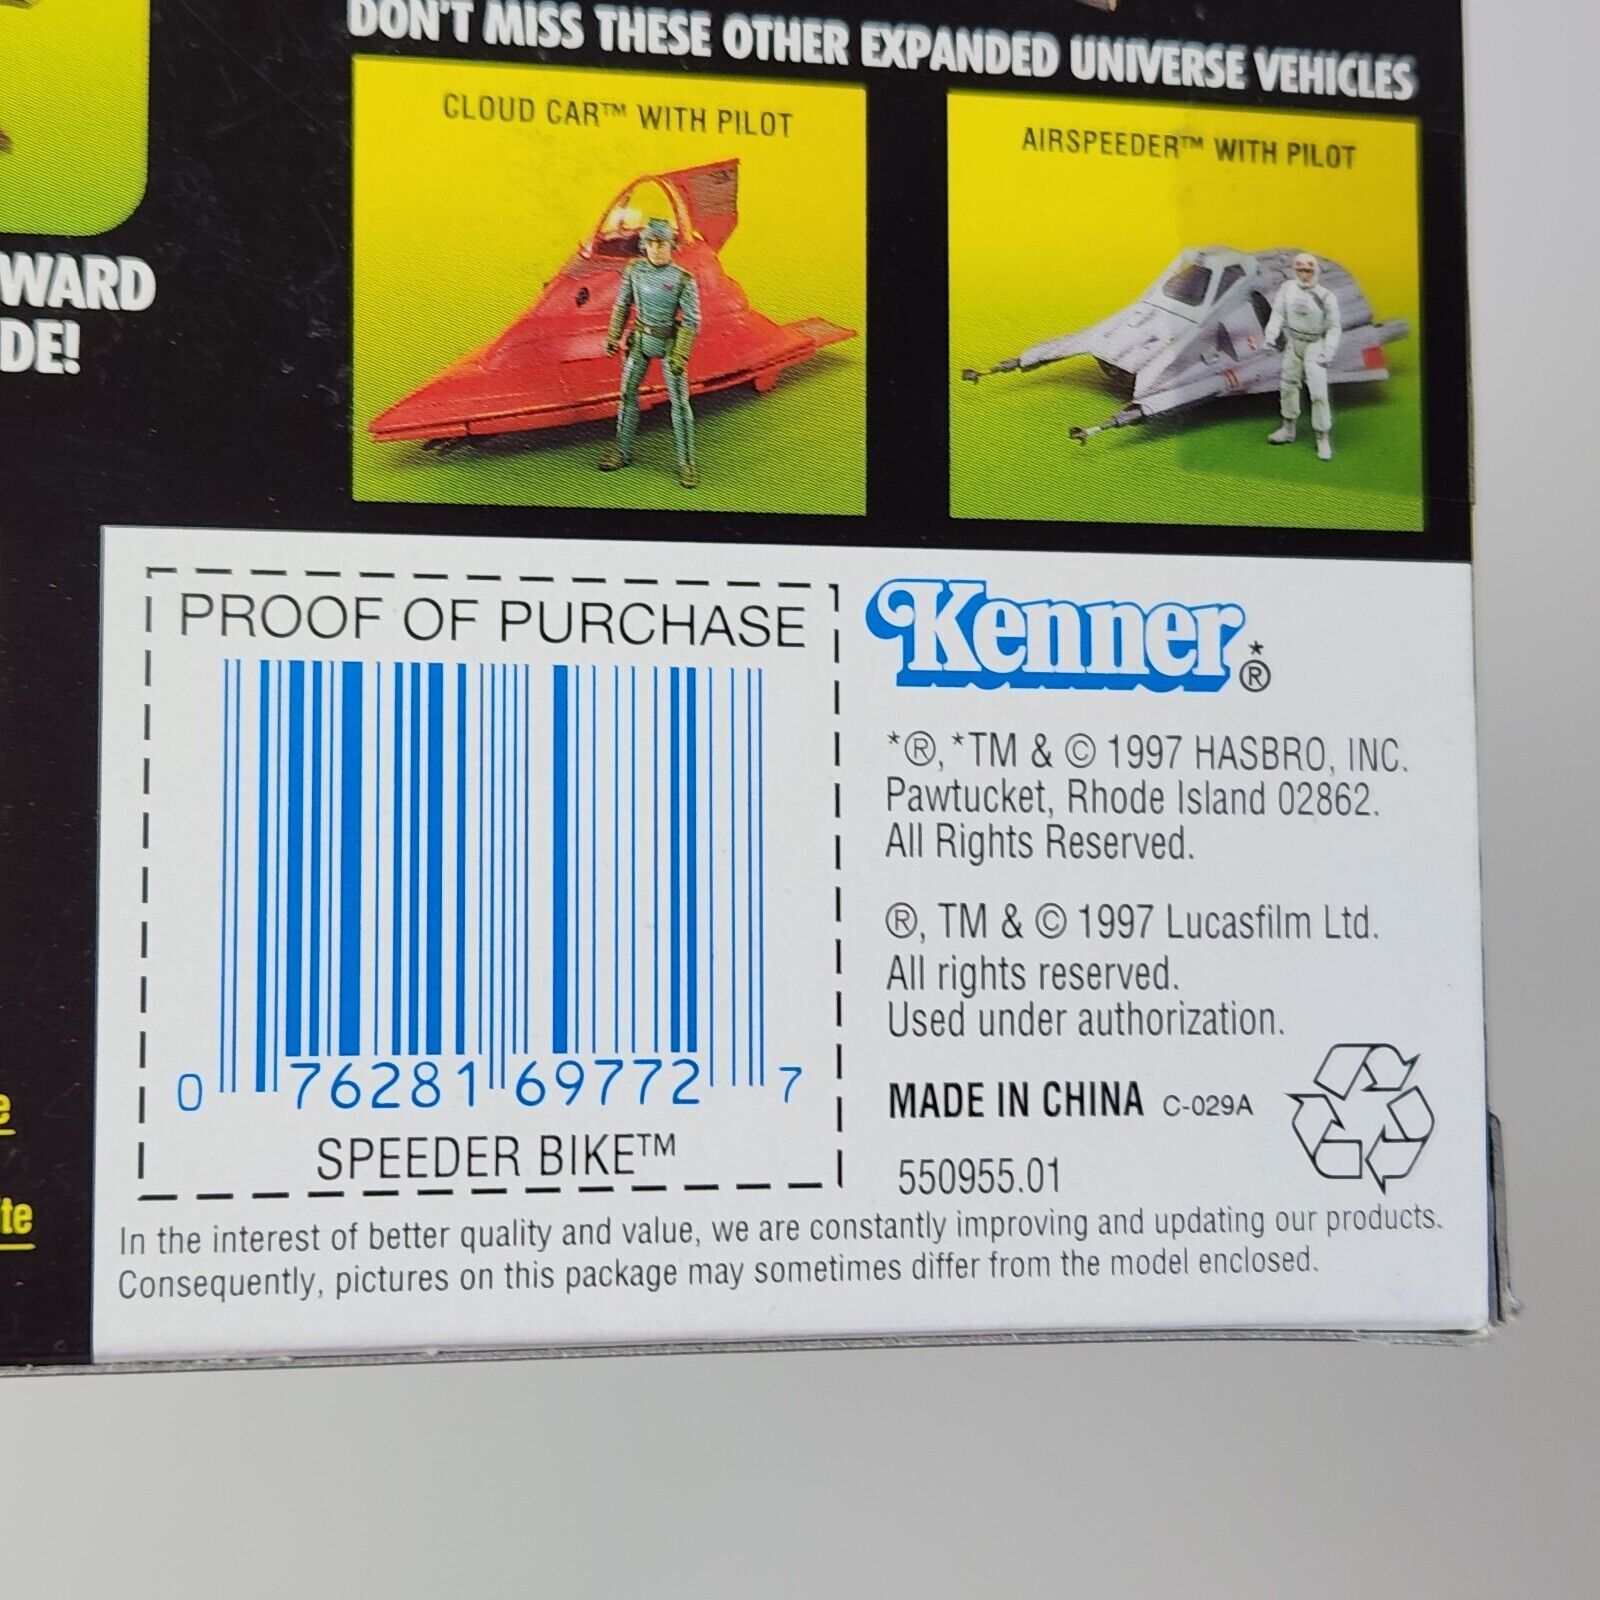 DON'T MISS THESE OTHER EXPANDED UNIVERSE VEHICLES
CLOUD CAR™ WITH PILOT
AIRSPEEDER™ WITH PILOT
WARD
DE!
PROOF OF PURCHASE
0 76281 69772 7
SPEEDER BIKE™
Kenner*®
*®, *TM & © 1997 HASBRO, INC.
Pawtucket, Rhode Island 02862.
All Rights Reserved.
®, TM & © 1997 Lucasfilm Ltd.
All rights reserved.
Used under authorization.
MADE IN CHINA C-029A
550955.01
e
te
In the interest of better quality and value, we are constantly improving and updating our products.
Consequently, pictures on this package may sometimes differ from the model enclosed.